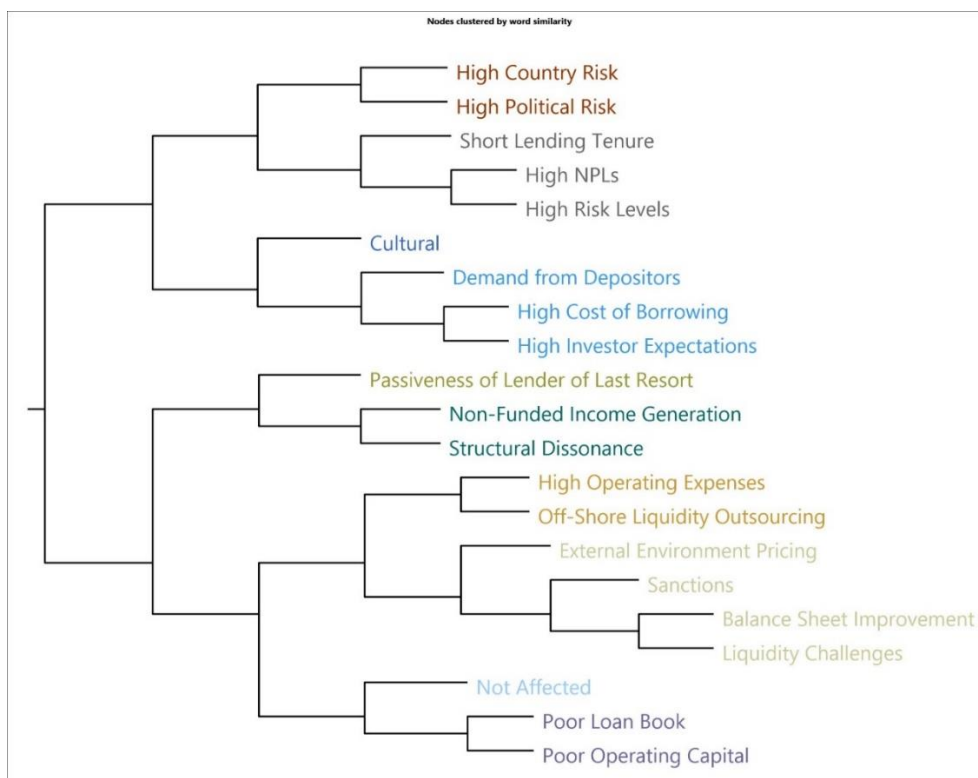 Nodes clustered by word similarity
High Country Risk
High Political Risk
Short Lending Tenure
High NPLs
High Risk Levels
Cultural
Demand from Depositors
High Cost of Borrowing
High Investor Expectations
Passiveness of Lender of Last Resort
Non-Funded Income Generation
Structural Dissonance
High Operating Expenses
Off-Shore Liquidity Outsourcing
External Environment Pricing
Sanctions
Balance Sheet Improvement
Liquidity Challenges
Not Affected
Poor Loan Book
Poor Operating Capital